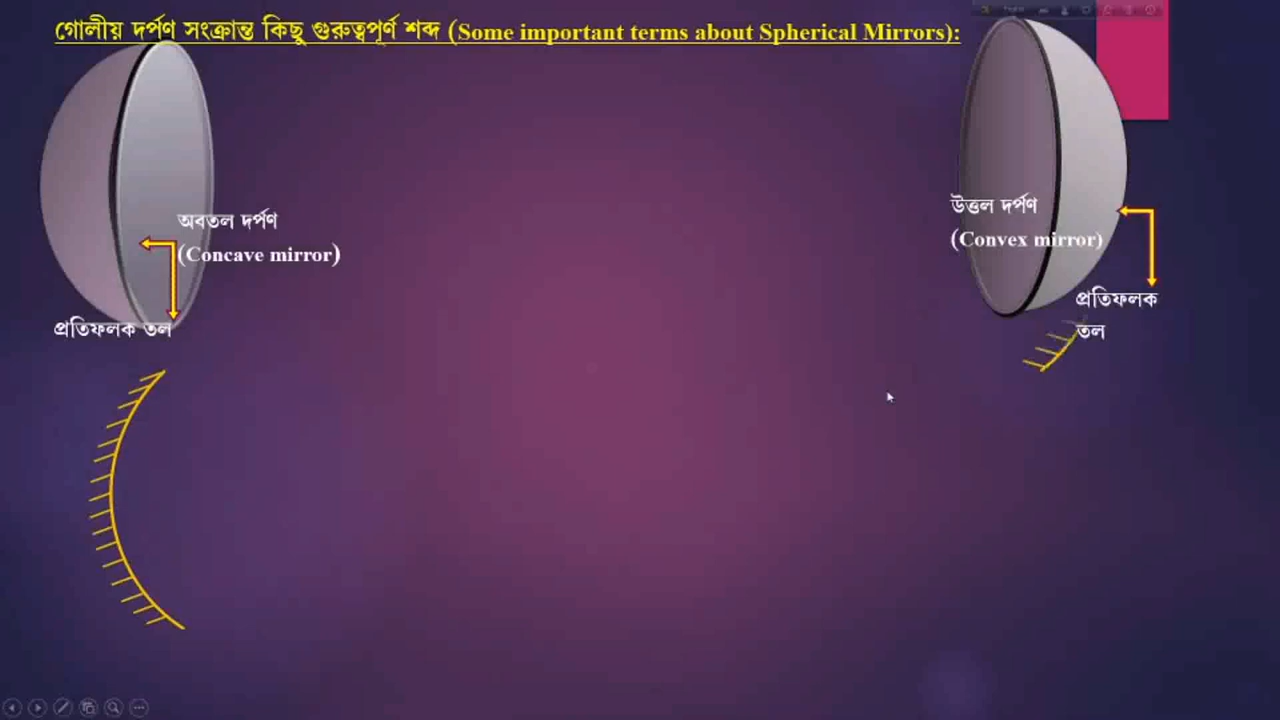 গোলীয় দর্পণ সংক্রান্ত কিছু গুরুত্বপূর্ণ শব্দ (Some important terms about Spherical Mirrors):
অবতল দর্পণ
(Concave mirror)
প্রতিফলক তল
উত্তল দর্পণ
(Convex mirror)
প্রতিফলক
তল